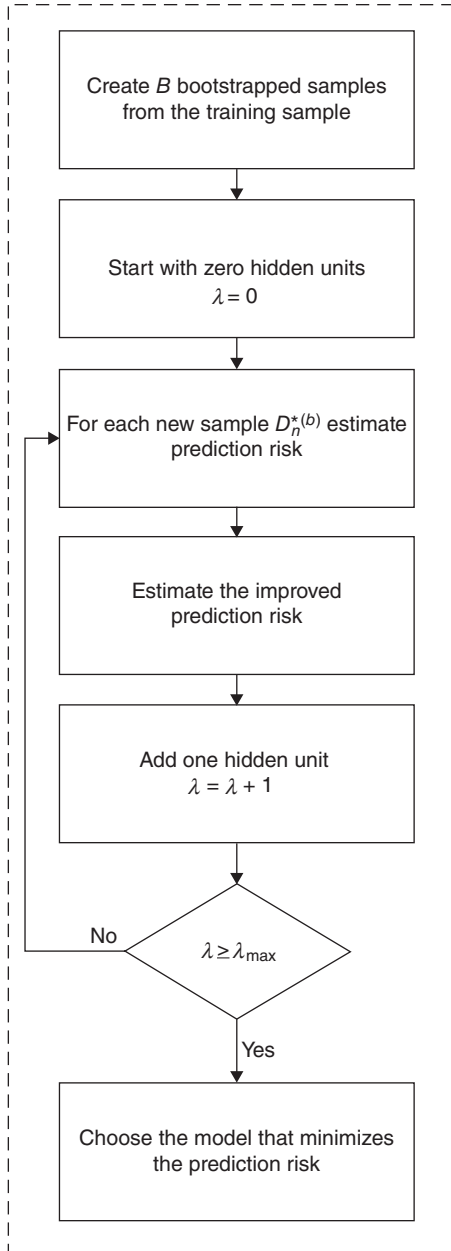 Create B bootstrapped samples
from the training sample
Start with zero hidden units
λ = 0
For each new sample D_n^{*(b)} estimate
prediction risk
Estimate the improved
prediction risk
Add one hidden unit
λ = λ + 1
No
λ ≥ λ_max
Yes
Choose the model that minimizes
the prediction risk